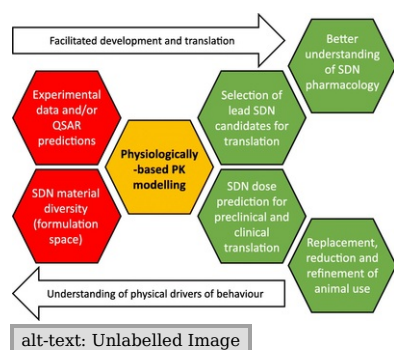 Facilitated development and translation
Better
understanding
of SDN
pharmacology
Experimental
data and/or
QSAR
predictions
Selection of
lead SDN
candidates for
translation
Physiologically
-based PK
modelling
SDN material
diversity
(formulation
space)
SDN dose
prediction for
preclinical and
clinical
translation
Replacement,
reduction and
refinement of
animal use
Understanding of physical drivers of behaviour
alt-text: Unlabelled Image